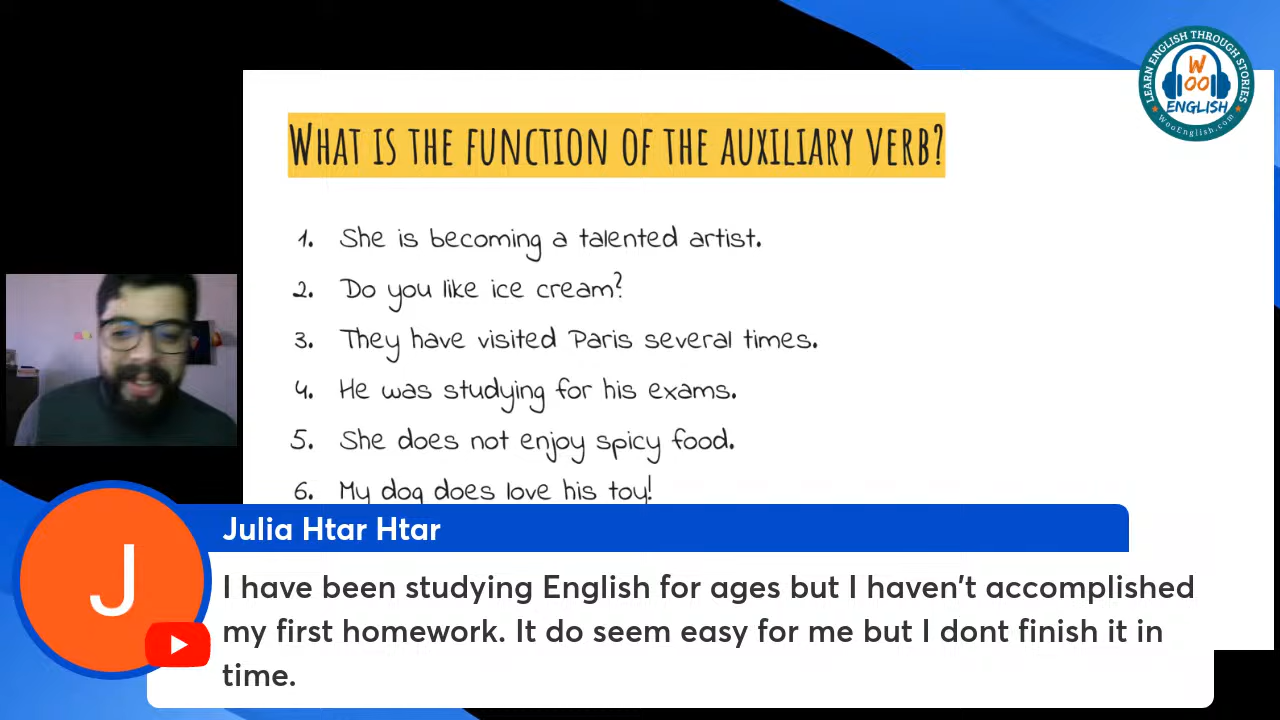 WHAT IS THE FUNCTION OF THE AUXILIARY VERB?
1. She is becoming a talented artist.
2. Do you like ice cream?
3. They have visited Paris several times.
4. He was studying for his exams.
5. She does not enjoy spicy food.
6. My dog does love his toy!
LEARN ENGLISH THROUGH STORIES
WOO
ENGLISH
WooEnglish.com
J
Julia Htar Htar
I have been studying English for ages but I haven't accomplished
my first homework. It do seem easy for me but I dont finish it in
time.